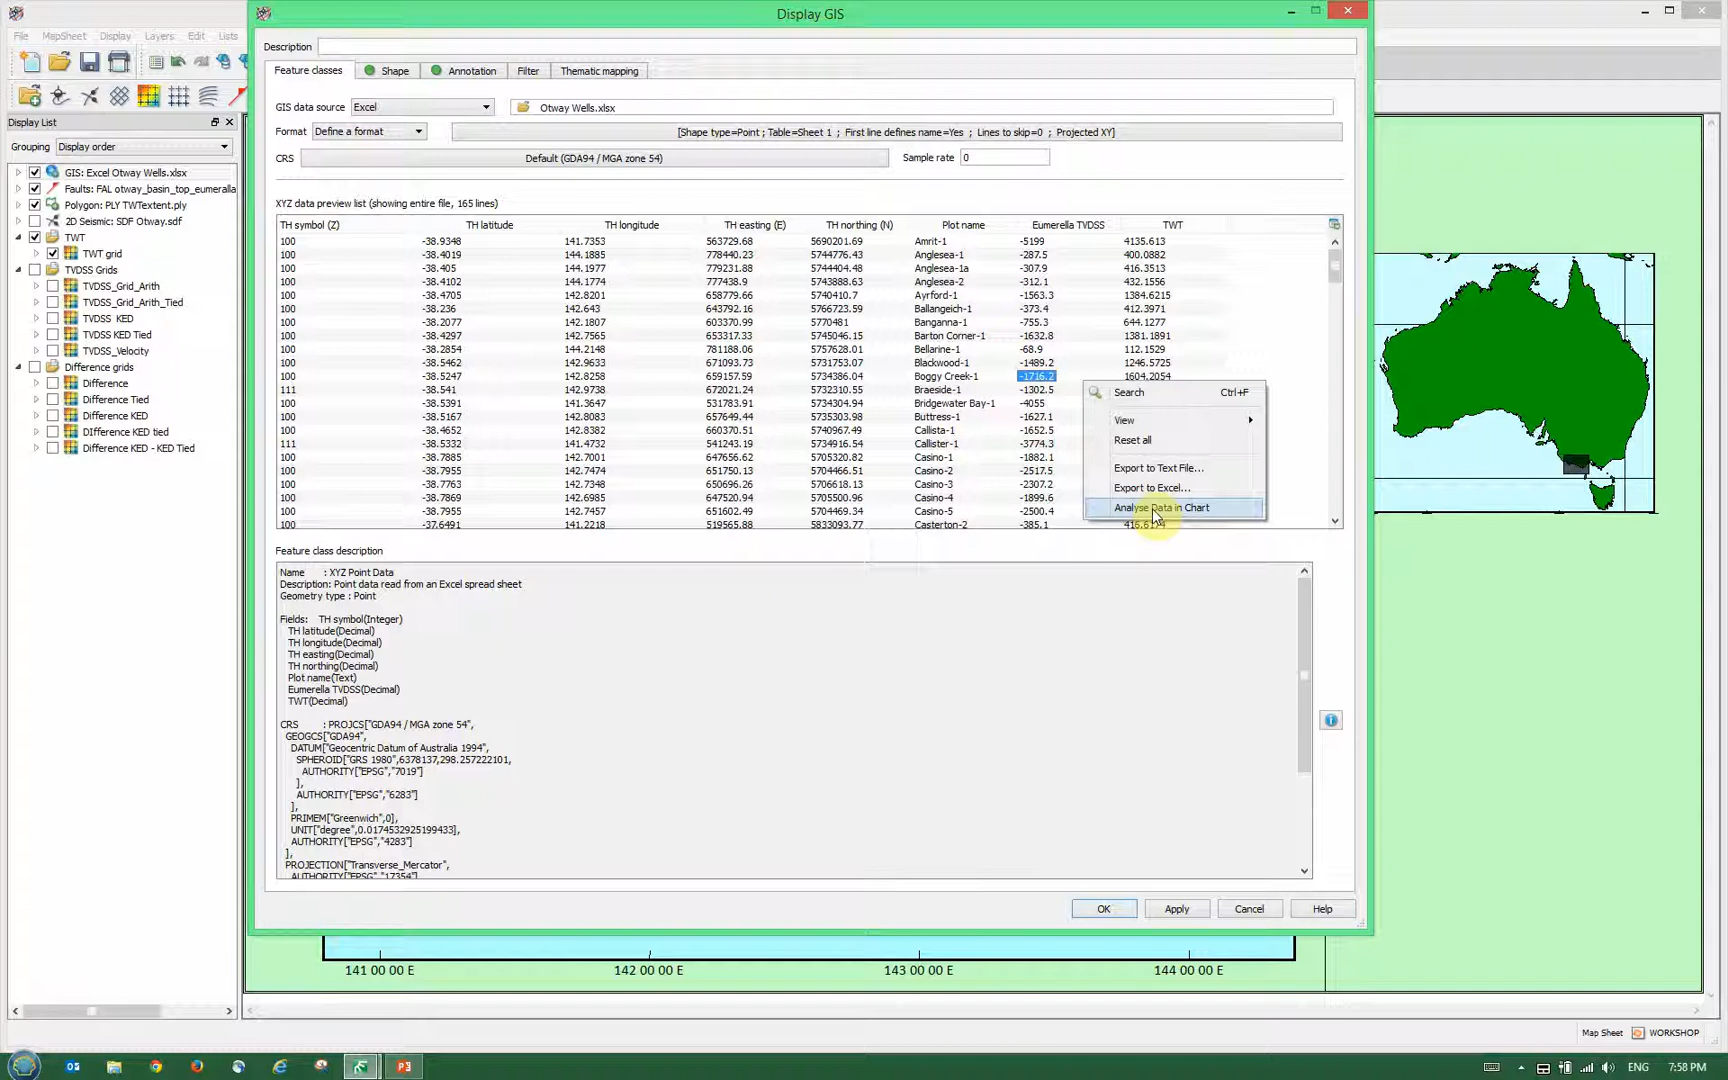 Display GIS
File MapSheet Display Layers Edit Lists
Description
Feature classes Shape Annotation Filter Thematic mapping
GIS data source Excel Otway Wells.xlsx
Format Define a format [Shape type=Point ; Table=Sheet 1 ; First line defines name=Yes ; Lines to skip=0 ; Projected XY]
CRS Default (GDA94 / MGA zone 54) Sample rate 0
XYZ data preview list (showing entire file, 165 lines)
TH symbol (Z) TH latitude TH longitude TH easting (E) TH northing (N) Plot name Eumerella TVDSS TWT
100 -38.9348 141.7353 563729.68 5690201.69 Amrit-1 -5199 4135.613
100 -38.4019 144.1885 778440.23 5744776.43 Anglesea-1 -287.5 400.0882
100 -38.405 144.1977 779231.88 5744404.48 Anglesea-1a -307.9 416.3513
100 -38.4102 144.1774 777438.9 5743888.63 Anglesea-2 -312.1 432.1556
100 -38.4705 142.8201 658779.66 5740410.7 Ayrford-1 -1563.3 1384.6215
100 -38.236 142.643 643792.16 5766723.59 Ballangeich-1 -373.4 412.3971
100 -38.2077 142.1807 603370.99 5770481 Banganna-1 -755.3 644.1277
100 -38.4297 142.7565 653317.33 5745046.15 Barton Corner-1 -1632.8 1381.1891
100 -38.2854 144.2148 781188.06 5757628.01 Bellarine-1 -68.9 112.1529
100 -38.5462 142.9633 671093.73 5731753.07 Blackwood-1 -1489.2 1246.5725
100 -38.5247 142.8258 659157.59 5734386.04 Boggy Creek-1 -1716.2 1604.2054
111 -38.541 142.9738 672021.24 5732310.55 Braeside-1 -1302.5
100 -38.5391 141.3647 531783.91 5734304.94 Bridgewater Bay-1 -4055
100 -38.5167 142.8083 657649.44 5735303.98 Buttress-1 -1627.1
100 -38.4652 142.8382 660370.51 5740967.49 Callista-1 -1652.5
111 -38.5332 141.4732 541243.19 5734916.54 Callister-1 -3774.3
100 -38.7885 142.7001 647656.62 5705320.82 Casino-1 -1882.1
100 -38.7955 142.7474 651750.13 5704466.51 Casino-2 -2517.5
100 -38.7763 142.7328 650696.26 5706618.13 Casino-3 -2307.2
100 -38.7869 142.6985 647520.94 5705500.96 Casino-4 -1899.6
100 -38.7955 142.7457 651602.49 5704469.34 Casino-5 -2500.4
100 -37.6491 141.2218 519565.88 5833093.77 Casterton-2 -385.1
Search Ctrl+F
View
Reset all
Export to Text File...
Export to Excel...
Analyse Data in Chart
Feature class description
Name : XYZ Point Data
Description: Point data read from an Excel spread sheet
Geometry type : Point
Fields: TH symbol(Integer)
TH latitude(Decimal)
TH longitude(Decimal)
TH easting(Decimal)
TH northing(Decimal)
Plot name(Text)
Eumerella TVDSS(Decimal)
TWT(Decimal)
CRS : PROJCS["GDA94 / MGA zone 54",
GEOGCS["GDA94",
DATUM["Geocentric Datum of Australia 1994",
SPHEROID["GRS 1980",6378137,298.257222101,
AUTHORITY["EPSG","7019"]
],
AUTHORITY["EPSG","6283"]
],
PRIMEM["Greenwich",0],
UNIT["degree",0.0174532925199433],
AUTHORITY["EPSG","4283"]
],
PROJECTION["Transverse_Mercator",
AUTHORITY["EPSG","17354"]
OK Apply Cancel Help
Display List
Grouping Display order
GIS: Excel Otway Wells.xlsx
Faults: FAL otway_basin_top_eumeralla
Polygon: PLY TWTextent.ply
2D Seismic: SDF Otway.sdf
TWT
TWT grid
TVDSS Grids
TVDSS_Grid_Arith
TVDSS_Grid_Arith_Tied
TVDSS KED
TVDSS KED Tied
TVDSS_Velocity
Difference grids
Difference
Difference Tied
Difference KED
DIfference KED tied
Difference KED - KED Tied
141 00 00 E 142 00 00 E 143 00 00 E 144 00 00 E
Map Sheet WORKSHOP
ENG 7:58 PM